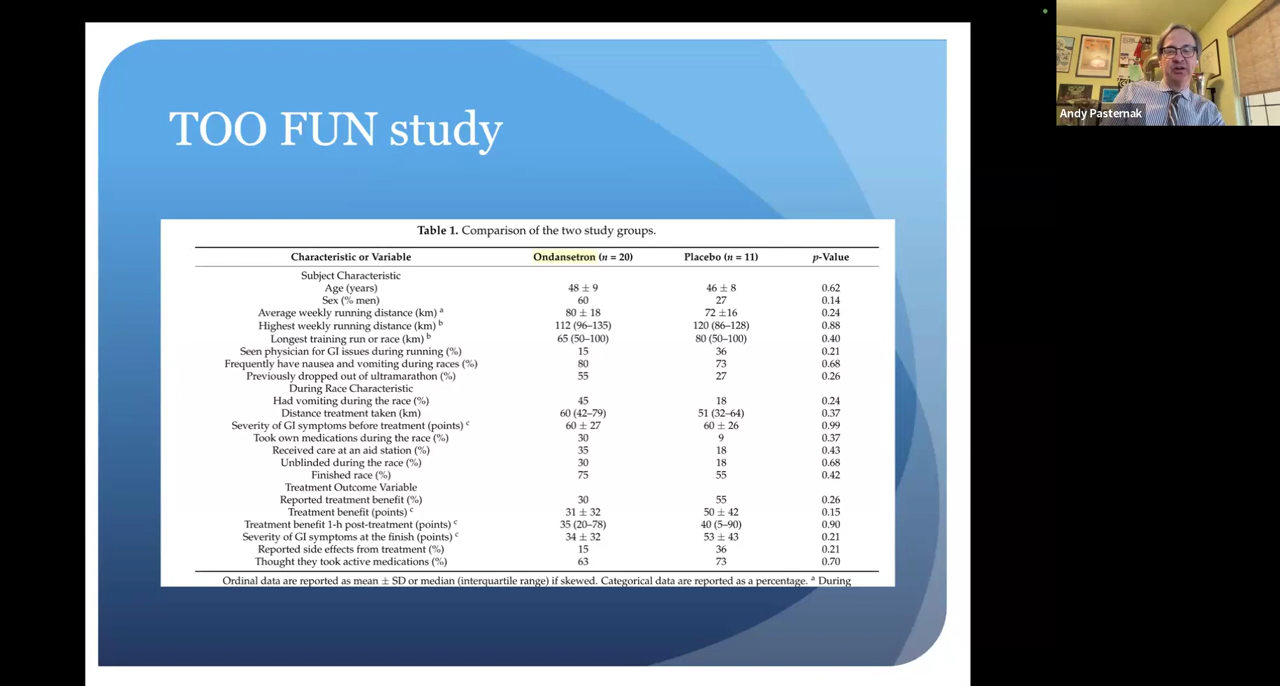 TOO FUN study
Andy Pasternak
Table 1. Comparison of the two study groups.
Characteristic or Variable Ondansetron (n = 20) Placebo (n = 11) p-Value
Subject Characteristic
Age (years) 48 ± 9 46 ± 8 0.62
Sex (% men) 60 27 0.14
Average weekly running distance (km) a 80 ± 18 72 ±16 0.24
Highest weekly running distance (km) b 112 (96–135) 120 (86–128) 0.88
Longest training run or race (km) b 65 (50–100) 80 (50–100) 0.40
Seen physician for GI issues during running (%) 15 36 0.21
Frequently have nausea and vomiting during races (%) 80 73 0.68
Previously dropped out of ultramarathon (%) 55 27 0.26
During Race Characteristic
Had vomiting during the race (%) 45 18 0.24
Distance treatment taken (km) 60 (42–79) 51 (32–64) 0.37
Severity of GI symptoms before treatment (points) c 60 ± 27 60 ± 26 0.99
Took own medications during the race (%) 30 9 0.37
Received care at an aid station (%) 35 18 0.43
Unblinded during the race (%) 30 18 0.68
Finished race (%) 75 55 0.42
Treatment Outcome Variable
Reported treatment benefit (%) 30 55 0.26
Treatment benefit (points) c 31 ± 32 50 ± 42 0.15
Treatment benefit 1-h post-treatment (points) c 35 (20–78) 40 (5–90) 0.90
Severity of GI symptoms at the finish (points) c 34 ± 32 53 ± 43 0.21
Reported side effects from treatment (%) 15 36 0.21
Thought they took active medications (%) 63 73 0.70
Ordinal data are reported as mean ± SD or median (interquartile range) if skewed. Categorical data are reported as a percentage. a During